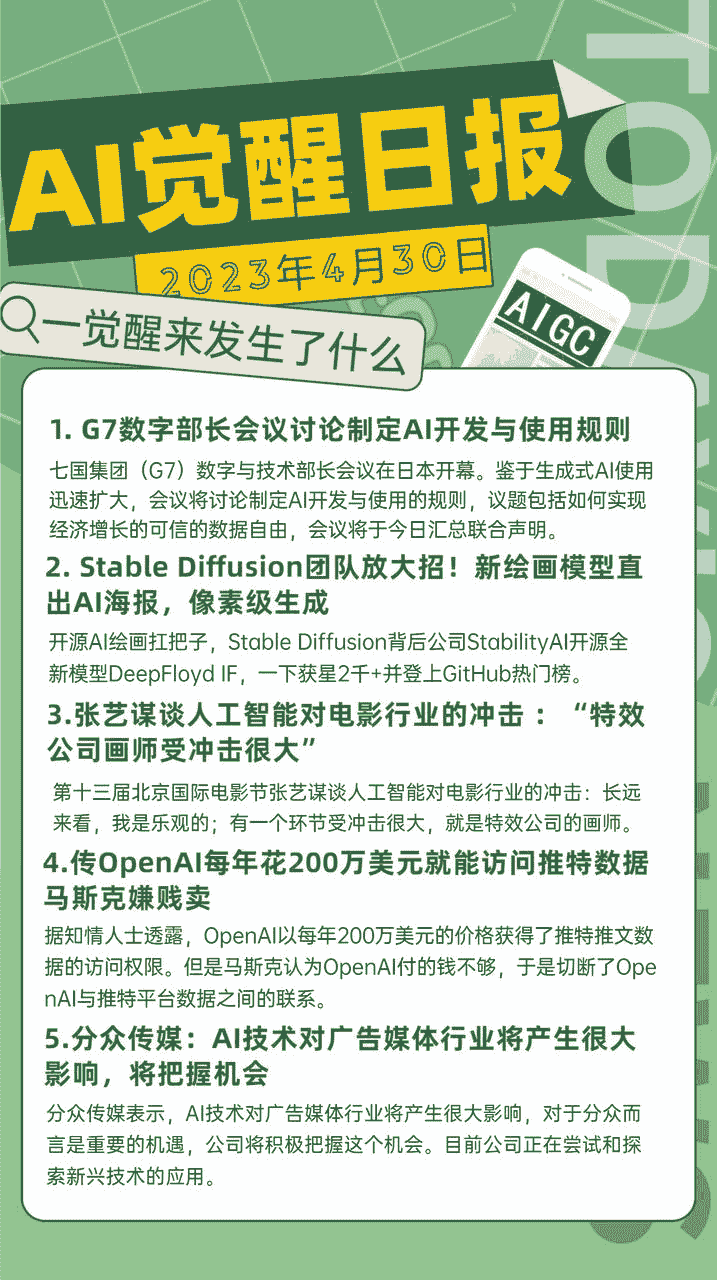 AI觉醒日报
2023年4月30日
一觉醒来发生了什么
AIGC
1. G7数字部长会议讨论制定AI开发与使用规则
七国集团（G7）数字与技术部长会议在日本开幕。鉴于生成式AI使用
迅速扩大，会议将讨论制定AI开发与使用的规则，议题包括如何实现
经济增长的可信的数据自由，会议将于今日汇总联合声明。
2. Stable Diffusion团队放大招！新绘画模型直
出AI海报，像素级生成
开源AI绘画扛把子，Stable Diffusion背后公司StabilityAI开源全
新模型DeepFloyd IF，一下获星2千+并登上GitHub热门榜。
3.张艺谋谈人工智能对电影行业的冲击 ：“特效
公司画师受冲击很大”
第十三届北京国际电影节张艺谋谈人工智能对电影行业的冲击：长远
来看，我是乐观的；有一个环节受冲击很大，就是特效公司的画师。
4.传OpenAI每年花200万美元就能访问推特数据
马斯克嫌贱卖
据知情人士透露，OpenAI以每年200万美元的价格获得了推特推文数
据的访问权限。但是马斯克认为OpenAI付的钱不够，于是切断了Ope
nAI与推特平台数据之间的联系。
5.分众传媒：AI技术对广告媒体行业将产生很大
影响，将把握机会
分众传媒表示，AI技术对广告媒体行业将产生很大影响，对于分众而
言是重要的机遇，公司将积极把握这个机会。目前公司正在尝试和探
索新兴技术的应用。